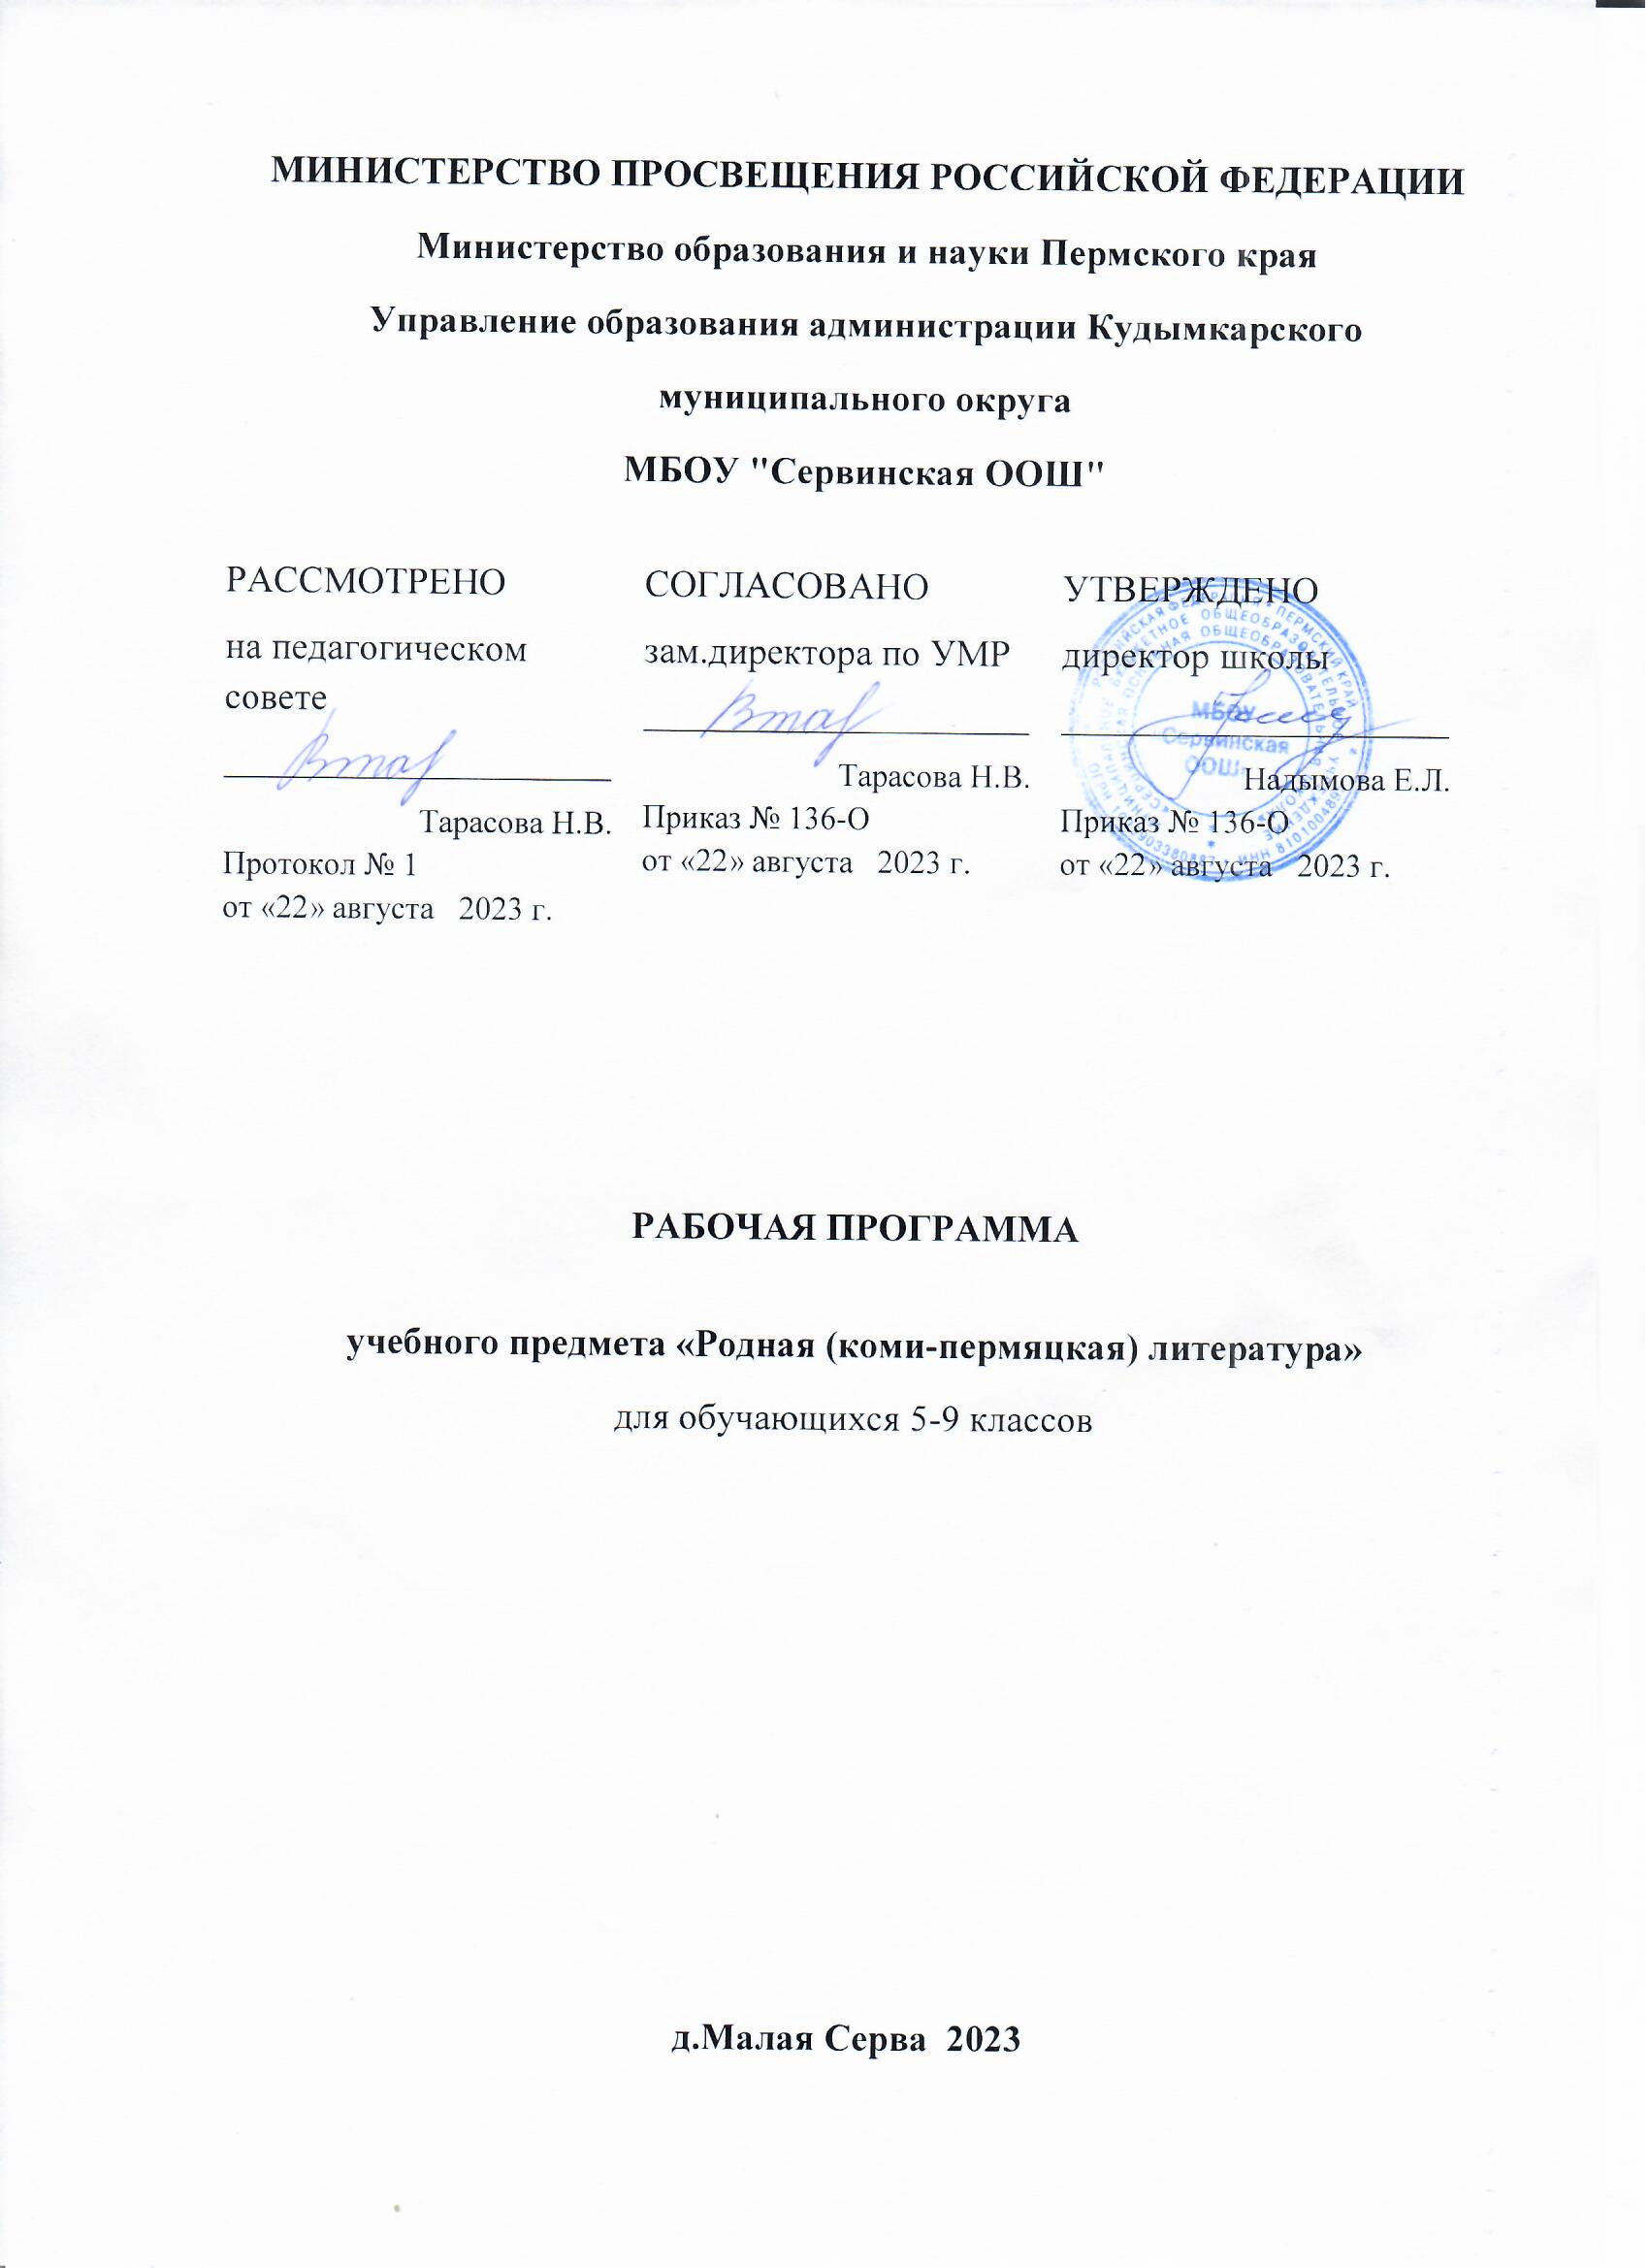 МИНИСТЕРСТВО ПРОСВЕЩЕНИЯ РОССИЙСКОЙ ФЕДЕРАЦИИ
Министерство образования и науки Пермского края
Управление образования администрации Кудымкарского
муниципального округа
МБОУ "Сервинская ООШ"
РАССМОТРЕНО
на педагогическом
совете
Тарасова Н.В.
Протокол № 1
от «22» августа 2023 г.
СОГЛАСОВАНО
зам.директора по УМР
Тарасова Н.В.
Приказ № 136-О
от «22» августа 2023 г.
УТВЕРЖДЕНО
директор школы
Надымова Е.Л.
Приказ № 136-О
от «22» августа 2023 г.
МБОУ
Сервинская
ООШ
РАБОЧАЯ ПРОГРАММА
учебного предмета «Родная (коми-пермяцкая) литература»
для обучающихся 5-9 классов
д.Малая Серва 2023